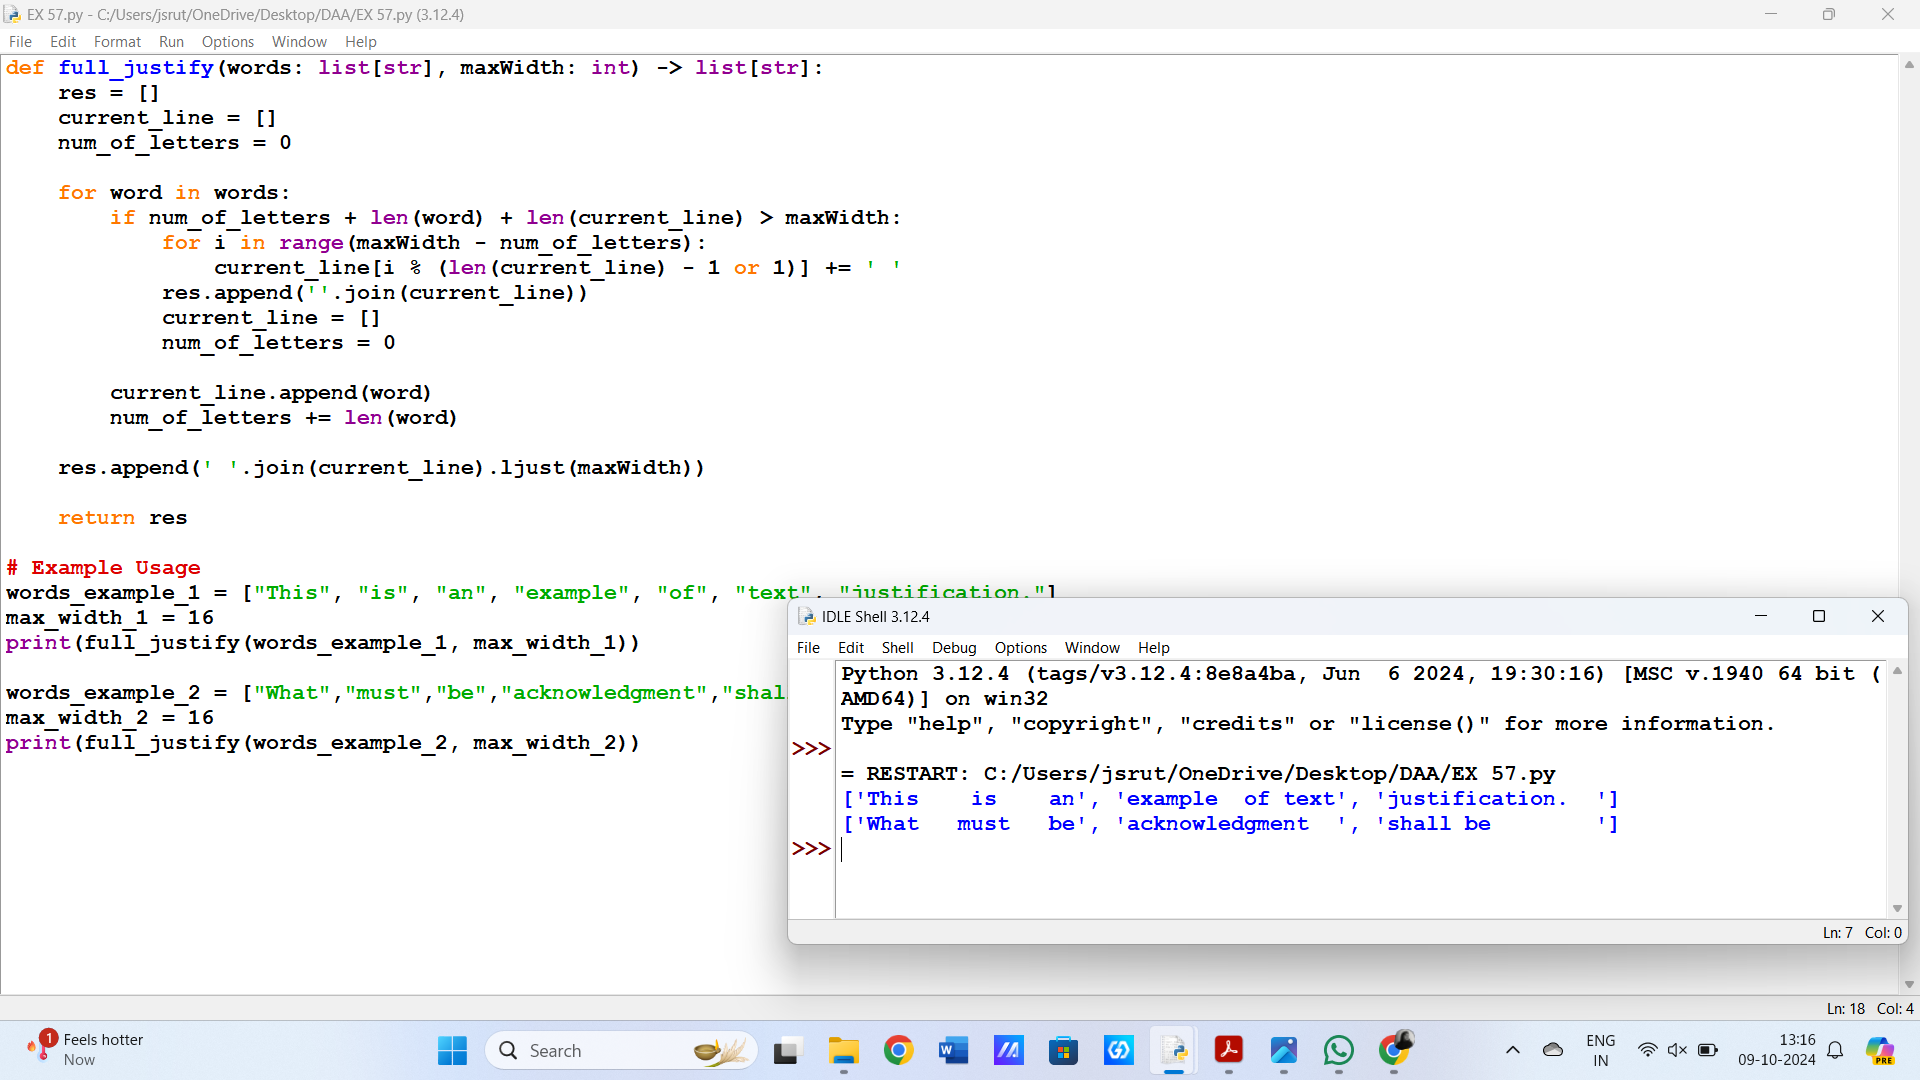 EX 57.py - C:/Users/jsrut/OneDrive/Desktop/DAA/EX 57.py (3.12.4)
File Edit Format Run Options Window Help
def full_justify(words: list[str], maxWidth: int) -> list[str]:
    res = []
    current_line = []
    num_of_letters = 0
    for word in words:
        if num_of_letters + len(word) + len(current_line) > maxWidth:
            for i in range(maxWidth - num_of_letters):
                current_line[i % (len(current_line) - 1 or 1)] += ' '
            res.append(''.join(current_line))
            current_line = []
            num_of_letters = 0
        current_line.append(word)
        num_of_letters += len(word)
    res.append(' '.join(current_line).ljust(maxWidth))
    return res
# Example Usage
words_example_1 = ["This", "is", "an", "example", "of", "text", "justification."]
max_width_1 = 16
print(full_justify(words_example_1, max_width_1))
words_example_2 = ["What","must","be","acknowledgment","shal
max_width_2 = 16
print(full_justify(words_example_2, max_width_2))
IDLE Shell 3.12.4
File Edit Shell Debug Options Window Help
Python 3.12.4 (tags/v3.12.4:8e8a4ba, Jun  6 2024, 19:30:16) [MSC v.1940 64 bit (
AMD64)] on win32
Type "help", "copyright", "credits" or "license()" for more information.
>>>
= RESTART: C:/Users/jsrut/OneDrive/Desktop/DAA/EX 57.py
['This    is    an', 'example  of text', 'justification.  ']
['What   must   be', 'acknowledgment  ', 'shall be        ']
>>>
Ln: 7 Col: 0
Ln: 18 Col: 4
1
Feels hotter
Now
Search
W
PRE
ENG
IN
13:16
09-10-2024